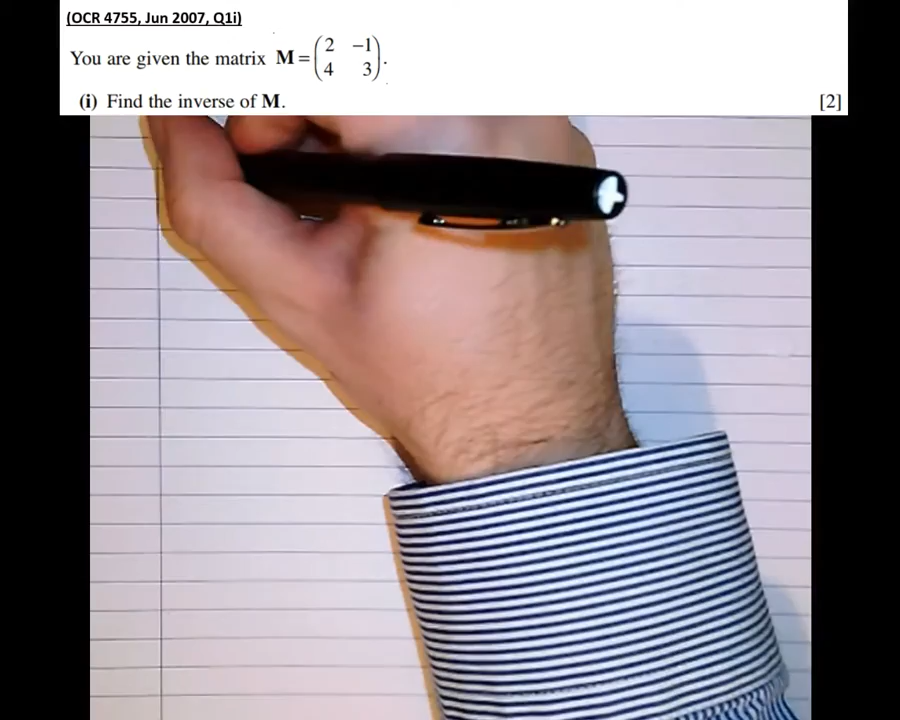 (OCR 4755, Jun 2007, Q1i)
You are given the matrix M = (2 −1
4 3).
(i) Find the inverse of M. [2]